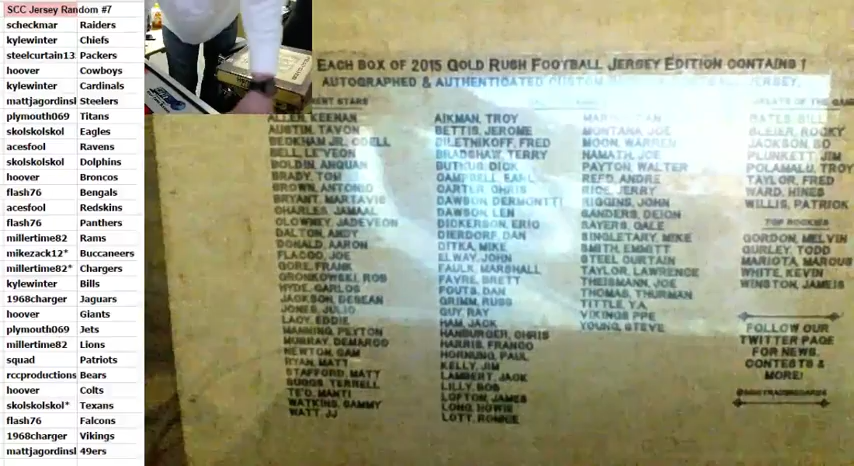 SCC Jersey Random #7
scheckmar Raiders
kylewinter Chiefs
steelcurtain13 Packers
hoover Cowboys
kylewinter Cardinals
mattjagordinsl Steelers
plymouth069 Titans
skolskolskol Eagles
acesfool Ravens
skolskolskol Dolphins
hoover Broncos
flash76 Bengals
acesfool Redskins
flash76 Panthers
millertime82 Rams
mikezack12* Buccaneers
millertime82* Chargers
kylewinter Bills
1968charger Jaguars
hoover Giants
plymouth069 Jets
millertime82 Lions
squad Patriots
rccproductions Bears
hoover Colts
skolskolskol* Texans
flash76 Falcons
1968charger Vikings
mattjagordinsl 49ers
EACH BOX OF 2015 GOLD RUSH FOOTBALL JERSEY EDITION CONTAINS 1
AUTOGRAPHED & AUTHENTICATED CUSTOM JERSEY.
STARS
ALLEN, KEENAN
AUSTIN, TAVON
BECKHAM JR, ODELL
BELL, LE'VEON
BOLDIN, ANQUAN
BRADY, TOM
BROWN, ANTONIO
BRYANT, MARTAVIS
CHARLES, JAMAAL
CLOWNEY, JADEVEON
DALTON, ANDY
DONALD, AARON
FLACCO, JOE
GORE, FRANK
GRONKOWSKI, ROB
HYDE, CARLOS
JACKSON, DESEAN
JONES, JULIO
LACY, EDDIE
MANNING, PEYTON
MURRAY, DEMARCO
NEWTON, CAM
RYAN, MATT
STAFFORD, MATT
SUGGS, TERRELL
TE'O, MANTI
WATKINS, SAMMY
WATT, JJ
AIKMAN, TROY
BETTIS, JEROME
BILETNIKOFF, FRED
BRADSHAW, TERRY
BUTKUS, DICK
CAMPBELL, EARL
CARTER, CHRIS
DAWSON, DERMONTTI
DAWSON, LEN
DICKERSON, ERIC
DIERDORF, DAN
DITKA, MIKE
ELWAY, JOHN
FAULK, MARSHALL
FAVRE, BRETT
FOUTS, DAN
GRIMM, RUSS
GUY, RAY
HAM, JACK
HANBURGER, CHRIS
HARRIS, FRANCO
HORNUNG, PAUL
KELLY, JIM
LAMBERT, JACK
LILLY, BOB
LOFTON, JAMES
LONG, HOWIE
LOTT, RONNIE
MONTANA, JOE
MOON, WARREN
NAMATH, JOE
PAYTON, WALTER
REED, ANDRE
RICE, JERRY
RIGGINS, JOHN
SANDERS, DEION
SAYERS, GALE
SINGLETARY, MIKE
SMITH, EMMITT
STEEL CURTAIN
TAYLOR, LAWRENCE
THEISMANN, JOE
THOMAS, THURMAN
TITTLE, Y.A.
VIKINGS PPE
YOUNG, STEVE
GREATS OF THE GAME
BATES, BILL
BLEIER, ROCKY
JACKSON, BO
PLUNKETT, JIM
POLAMALU, TROY
TAYLOR, FRED
WARD, HINES
WILLIS, PATRICK
TOP ROOKIES
GORDON, MELVIN
GURLEY, TODD
MARIOTA, MARCUS
WHITE, KEVIN
WINSTON, JAMEIS
FOLLOW OUR
TWITTER PAGE
FOR NEWS,
CONTESTS &
MORE!